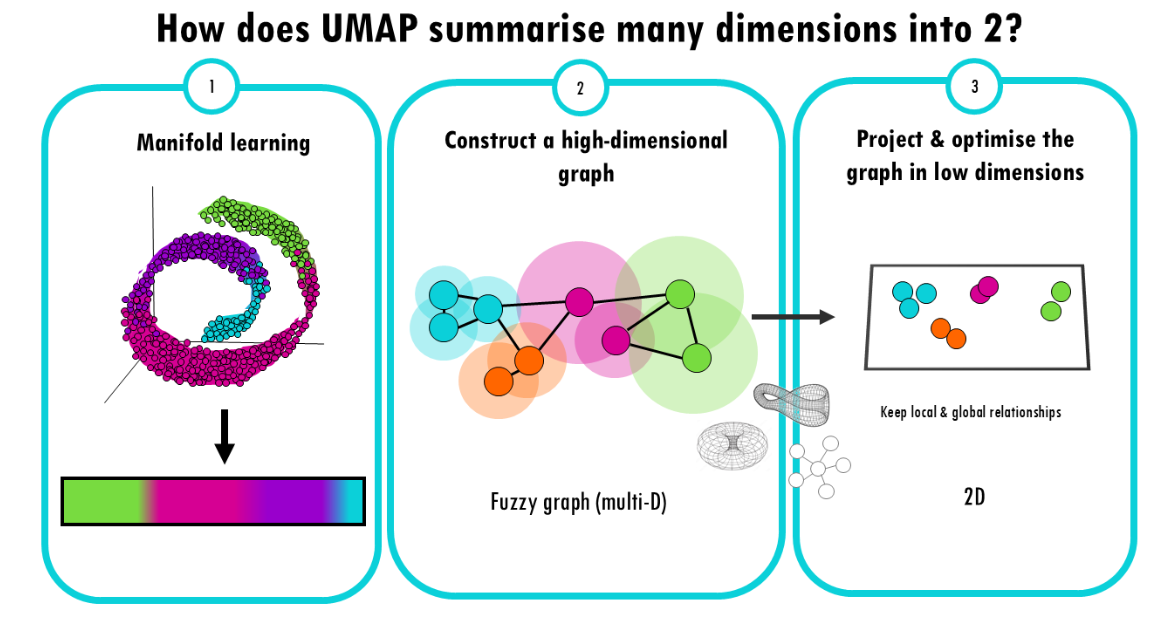 How does UMAP summarise many dimensions into 2?
1
Manifold learning
2
Construct a high-dimensional
graph
Fuzzy graph (multi-D)
3
Project & optimise the
graph in low dimensions
Keep local & global relationships
2D